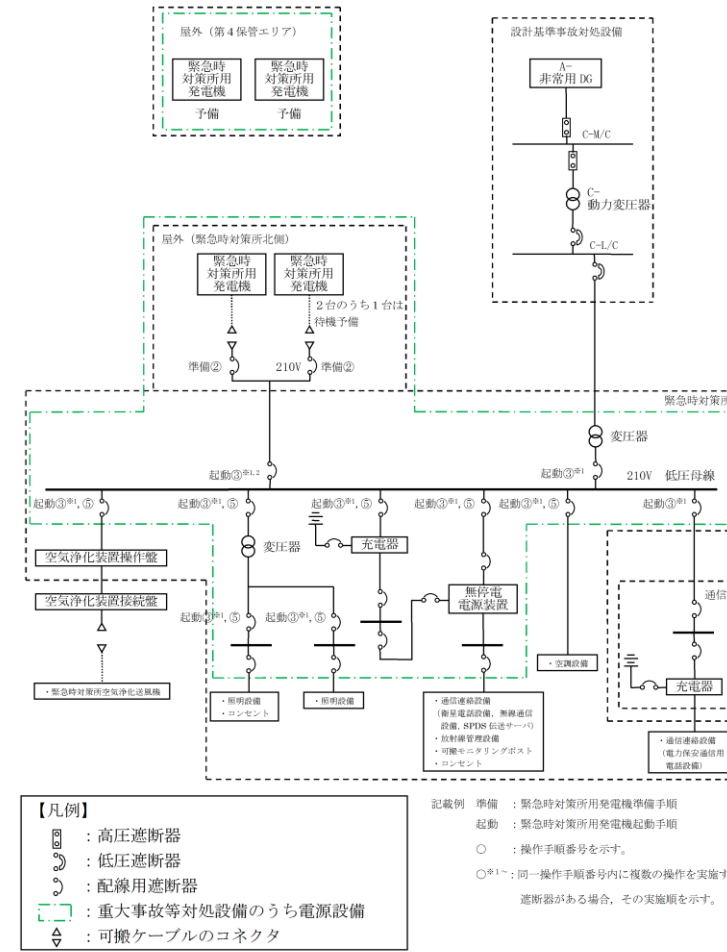 屋外（第４保管エリア）
緊急時
対策所用
発電機
緊急時
対策所用
発電機
予備
予備
設計基準事故対処設備
A-
非常用 DG
C-M/C
C-
動力変圧器
C-L/C
屋外（緊急時対策所北側）
緊急時
対策所用
発電機
緊急時
対策所用
発電機
２台のうち１台は
待機予備
準備②
210V
準備②
緊急時対策所
変圧器
起動③※1,2
起動③※1
210V 低圧母線
起動③※1, ⑤
起動③※1, ⑤
起動③※1, ⑤
起動③※1, ⑤
起動③※1, ⑤
起動③※1
変圧器
充電器
空気浄化装置操作盤
空気浄化装置接続盤
無停電
電源装置
通信
起動③※1, ⑤
起動③※1, ⑤
・空調設備
充電器
・緊急時対策所空気浄化送風機
・照明設備
・コンセント
・照明設備
・通信連絡設備
（衛星電話設備，無線通信
設備，SPDS 伝送サーバ）
・放射線管理設備
・可搬モニタリングポスト
・コンセント
・通信連絡設備
（電力保安通信用
電話設備）
【凡例】
：高圧遮断器
：低圧遮断器
：配線用遮断器
：重大事故等対処設備のうち電源設備
：可搬ケーブルのコネクタ
記載例 準備 ：緊急時対策所用発電機準備手順
起動 ：緊急時対策所用発電機起動手順
○ ：操作手順番号を示す。
○※1～：同一操作手順番号内に複数の操作を実施す
遮断器がある場合，その実施順を示す。